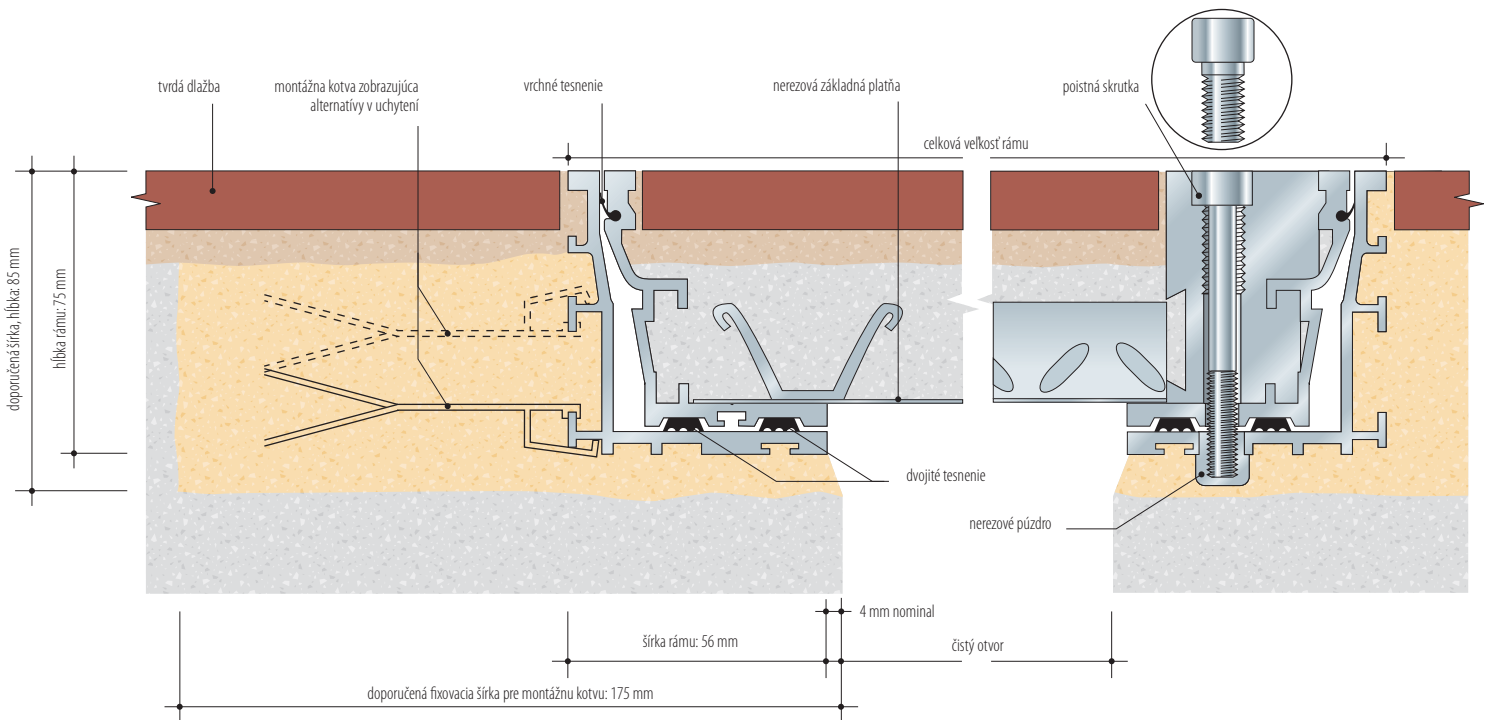 tvrdá dlažba
montážna kotva zobrazujúca
alternatívy v uchytení
vrchné tesnenie
nerezová základná platňa
poistná skrutka
celková veľkosť rámu
doporučená šírka, hĺbka: 85 mm
hĺbka rámu: 75 mm
dvojité tesnenie
nerezové púzdro
4 mm nominal
šírka rámu: 56 mm
čistý otvor
doporučená fixovacia šírka pre montážnu kotvu: 175 mm